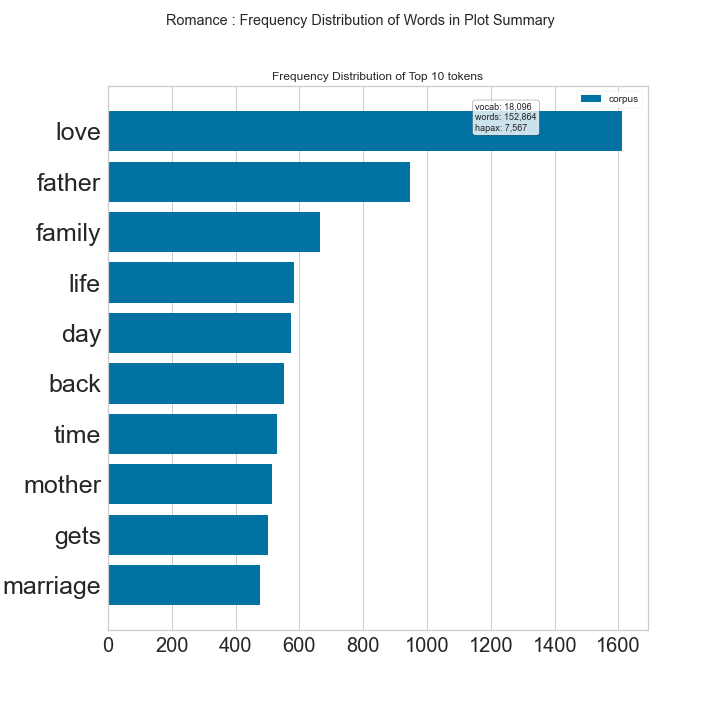 Romance : Frequency Distribution of Words in Plot Summary
Frequency Distribution of Top 10 tokens
corpus
vocab: 18,096
words: 152,864
hapax: 7,567
love
father
family
life
day
back
time
mother
gets
marriage
0 200 400 600 800 1000 1200 1400 1600